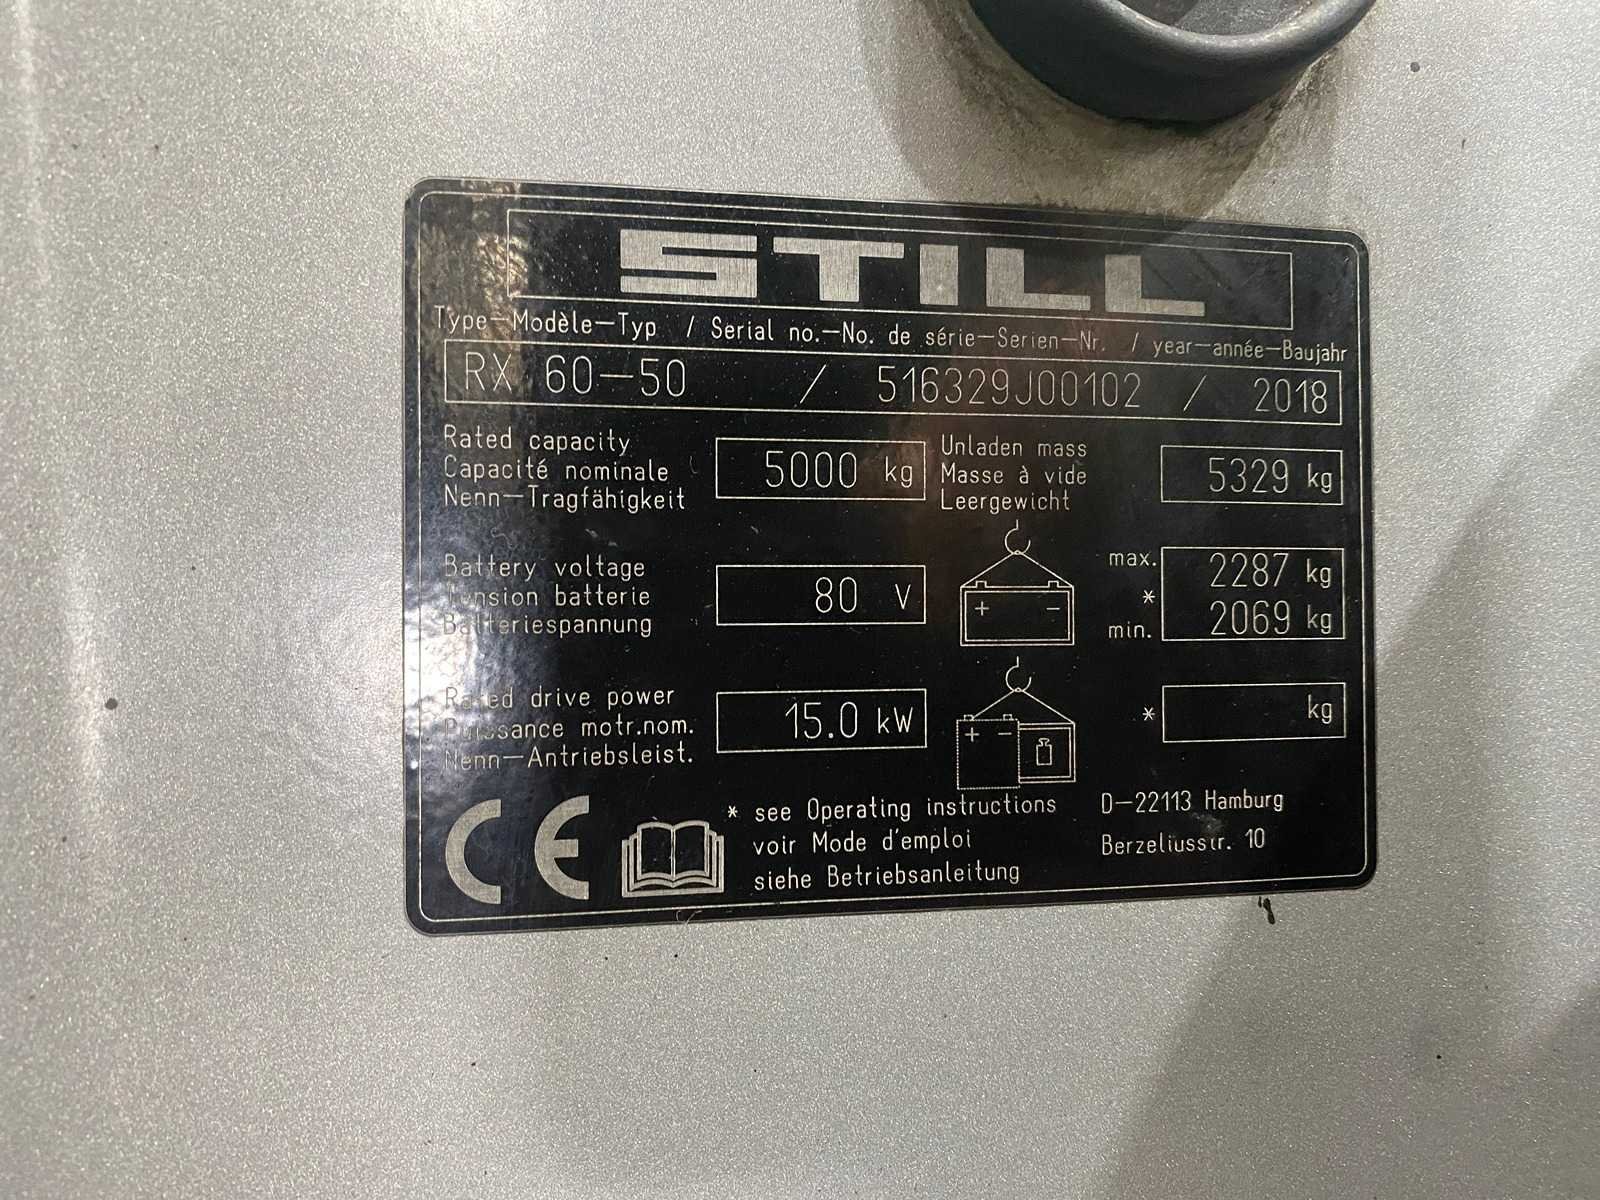 STILL
Type—Modèle—Typ / Serial no.—No. de série—Serien—Nr. / year—année—Baujahr
RX 60—50 / 516329J00102 / 2018
Rated capacity
Capacité nominale
Nenn—Tragfähigkeit
5000 kg
Unladen mass
Masse à vide
Leergewicht
5329 kg
Battery voltage
Tension batterie
Batteriespannung
80 V
+ −
max. 2287 kg
*
min. 2069 kg
Rated drive power
Puissance motr.nom.
Nenn—Antriebsleist.
15.0 kW
+ −
* kg
CE
* see Operating instructions
voir Mode d'emploi
siehe Betriebsanleitung
D—22113 Hamburg
Berzeliusstr. 10